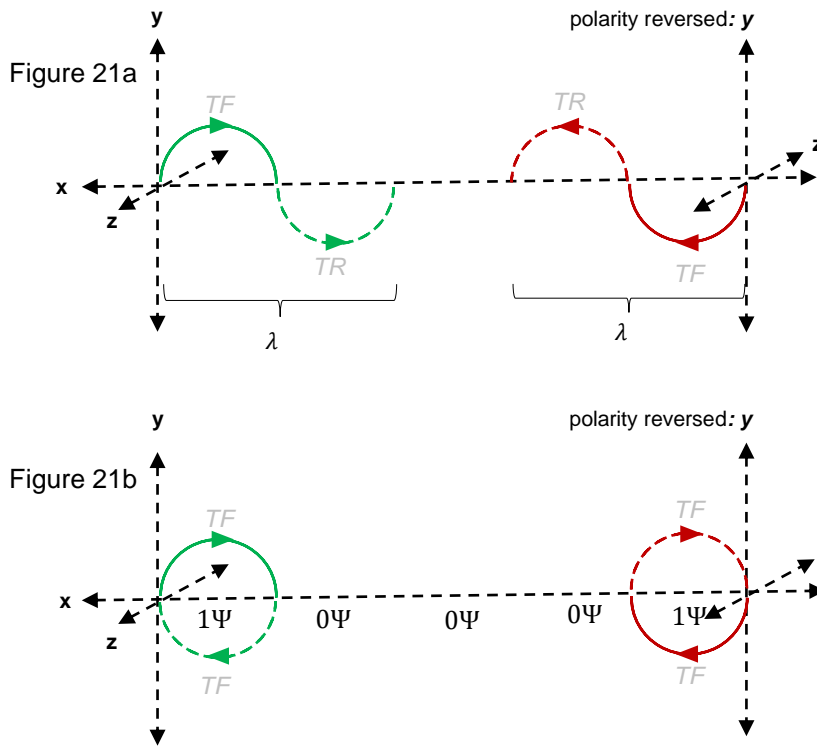 y
polarity reversed: y
Figure 21a
TF
TR
z
x
z
TR
TF
λ
λ
y
polarity reversed: y
Figure 21b
TF
TF
x
1Ψ
0Ψ
0Ψ
0Ψ
1Ψ
z
TF
TF